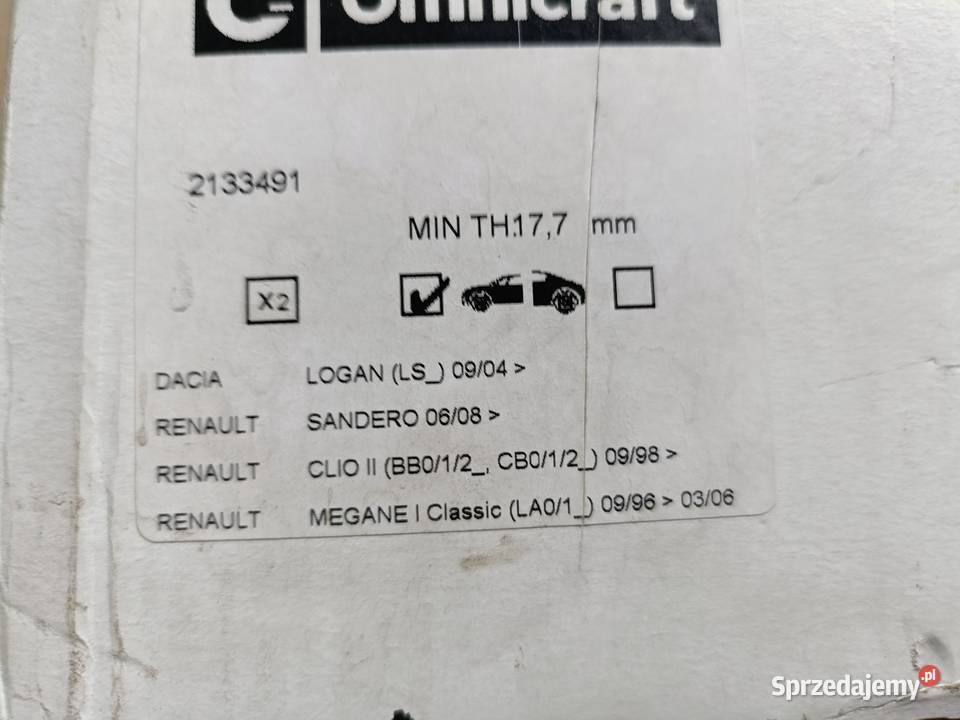 Omnicraft
2133491
MIN TH.17,7 mm
X2
DACIA LOGAN (LS_) 09/04 >
RENAULT SANDERO 06/08 >
RENAULT CLIO II (BB0/1/2_, CB0/1/2_) 09/98 >
RENAULT MEGANE I Classic (LA0/1_) 09/96 > 03/06
Sprzedajemy.pl